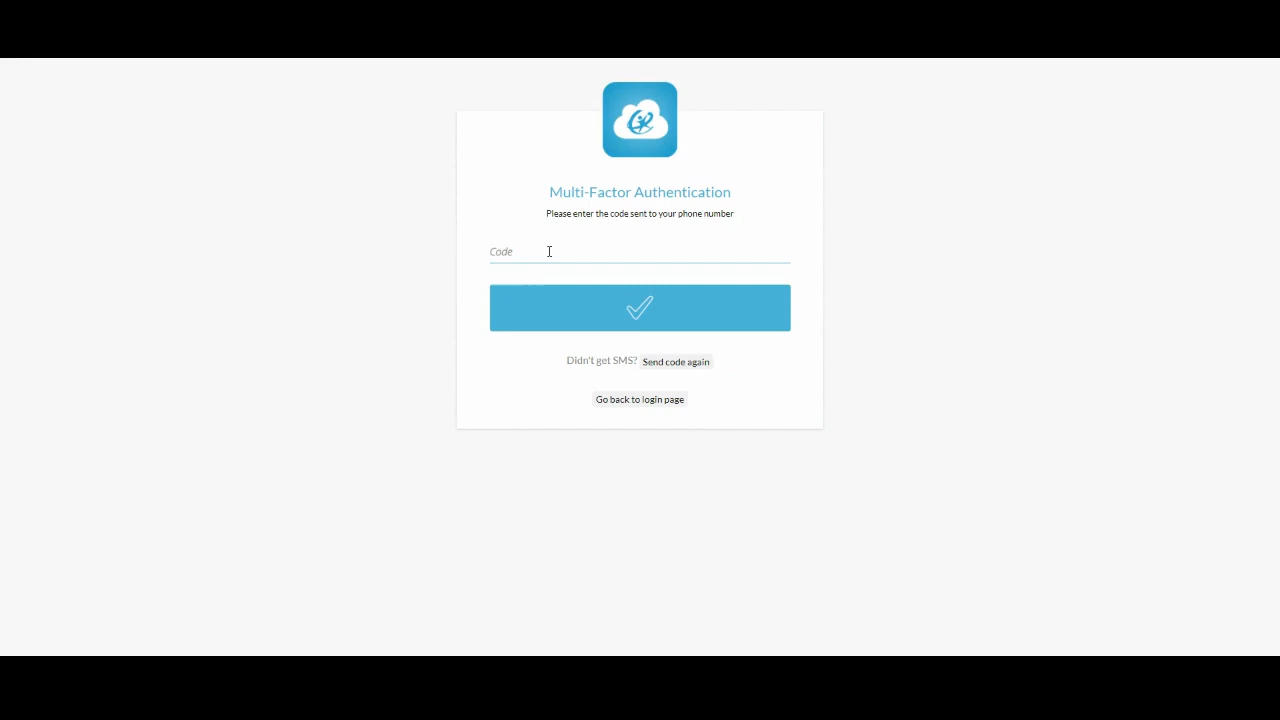 Multi-Factor Authentication
Please enter the code sent to your phone number
Code
Didn't get SMS? Send code again
Go back to login page